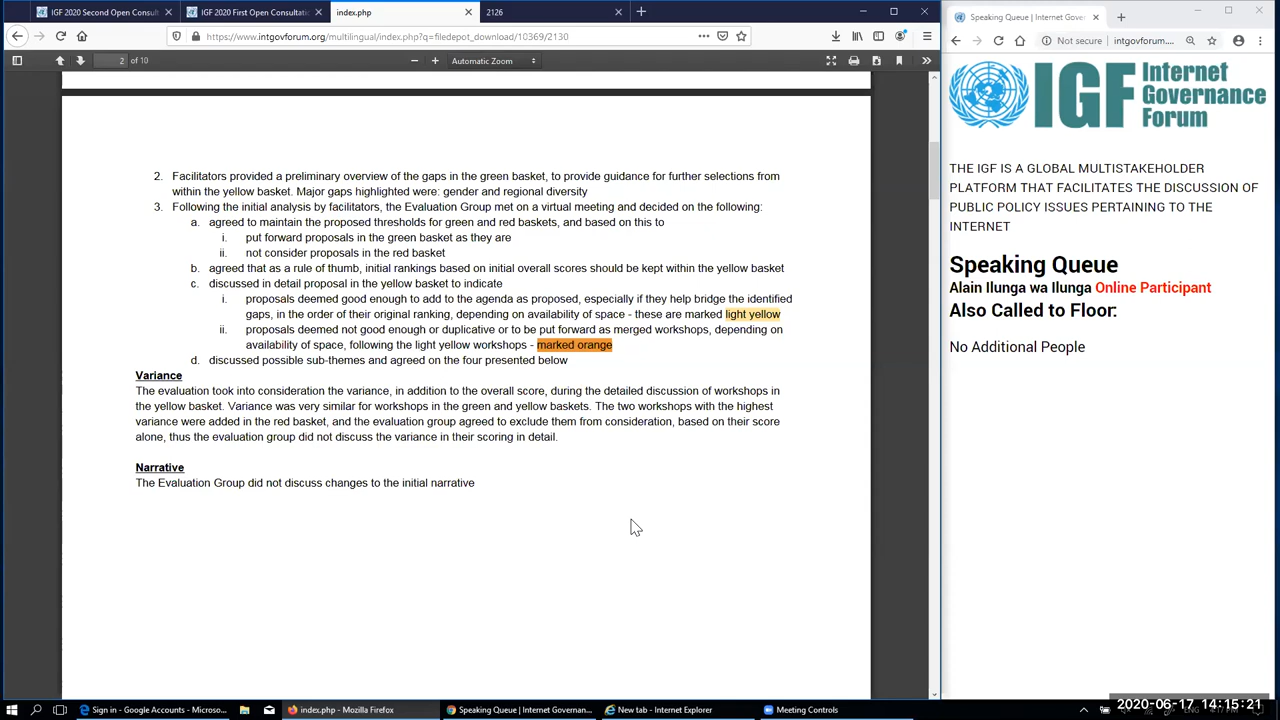 IGF 2020 Second Open Consult
IGF 2020 First Open Consultatio
index.php
2126
https://www.intgovforum.org/multilingual/index.php?q=filedepot_download/10369/2130
2 of 10
Automatic Zoom
2. Facilitators provided a preliminary overview of the gaps in the green basket, to provide guidance for further selections from
within the yellow basket. Major gaps highlighted were: gender and regional diversity
3. Following the initial analysis by facilitators, the Evaluation Group met on a virtual meeting and decided on the following:
a. agreed to maintain the proposed thresholds for green and red baskets, and based on this to
i. put forward proposals in the green basket as they are
ii. not consider proposals in the red basket
b. agreed that as a rule of thumb, initial rankings based on initial overall scores should be kept within the yellow basket
c. discussed in detail proposal in the yellow basket to indicate
i. proposals deemed good enough to add to the agenda as proposed, especially if they help bridge the identified
gaps, in the order of their original ranking, depending on availability of space - these are marked light yellow
ii. proposals deemed not good enough or duplicative or to be put forward as merged workshops, depending on
availability of space, following the light yellow workshops - marked orange
d. discussed possible sub-themes and agreed on the four presented below
Variance
The evaluation took into consideration the variance, in addition to the overall score, during the detailed discussion of workshops in
the yellow basket. Variance was very similar for workshops in the green and yellow baskets. The two workshops with the highest
variance were added in the red basket, and the evaluation group agreed to exclude them from consideration, based on their score
alone, thus the evaluation group did not discuss the variance in their scoring in detail.
Narrative
The Evaluation Group did not discuss changes to the initial narrative
Speaking Queue | Internet Gover
Not secure | intgovforum....
IGF Internet
Governance
Forum
THE IGF IS A GLOBAL MULTISTAKEHOLDER
PLATFORM THAT FACILITATES THE DISCUSSION OF
PUBLIC POLICY ISSUES PERTAINING TO THE
INTERNET
Speaking Queue
Alain Ilunga wa Ilunga Online Participant
Also Called to Floor:
No Additional People
Sign in - Google Accounts - Microso...
index.php - Mozilla Firefox
Speaking Queue | Internet Governan...
New tab - Internet Explorer
Meeting Controls
2020-06-17 14:15:21